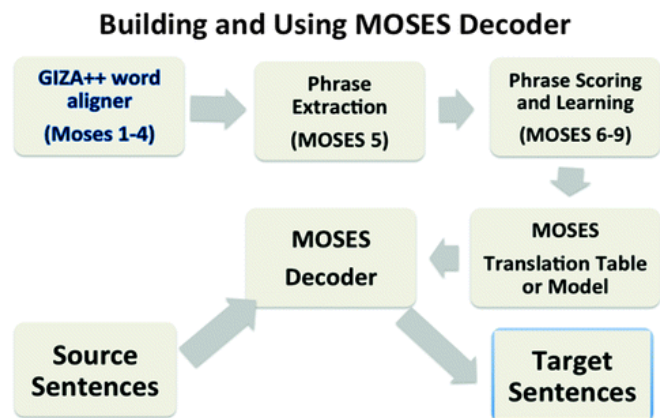 Building and Using MOSES Decoder
GIZA++ word
aligner
(Moses 1-4)
Phrase
Extraction
(MOSES 5)
Phrase Scoring
and Learning
(MOSES 6-9)
MOSES
Decoder
MOSES
Translation Table
or Model
Source
Sentences
Target
Sentences